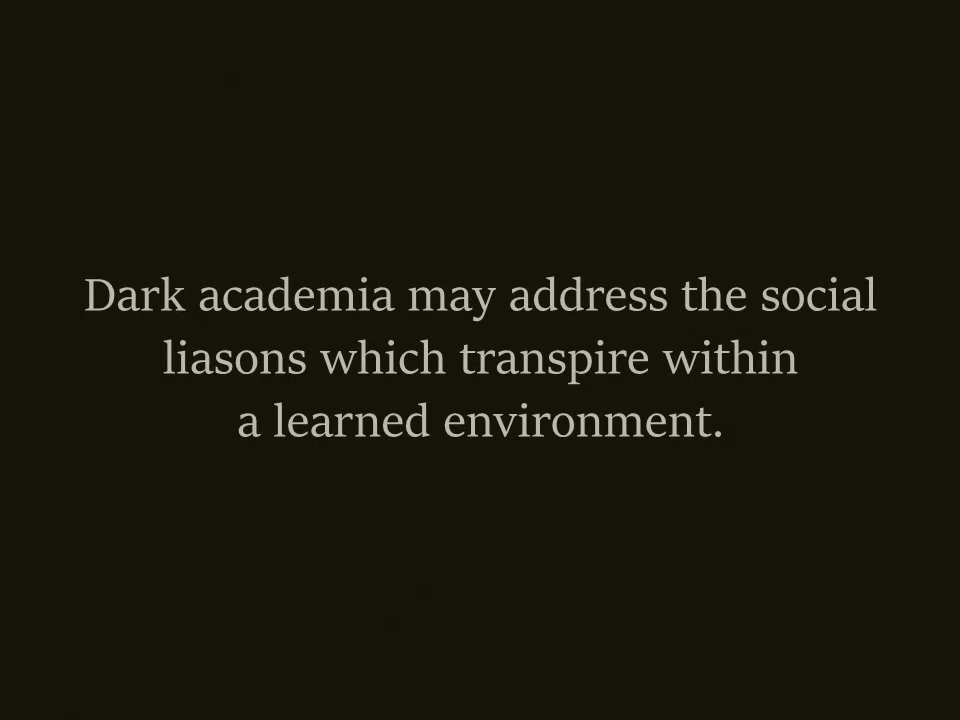 Dark academia may address the social
liasons which transpire within
a learned environment.